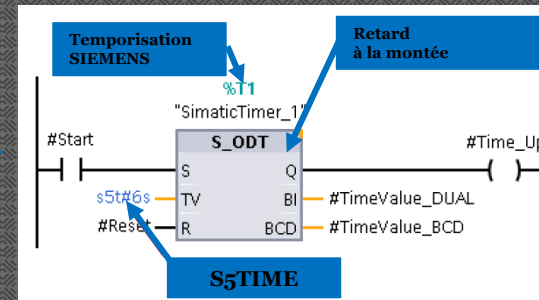 Temporisation
SIEMENS
Retard
à la montée
%T1
"SimaticTimer_1"
#Start
S_ODT
#Time_Up
S
Q
s5t#6s
TV
BI
#TimeValue_DUAL
#Reset
R
BCD
#TimeValue_BCD
S5TIME